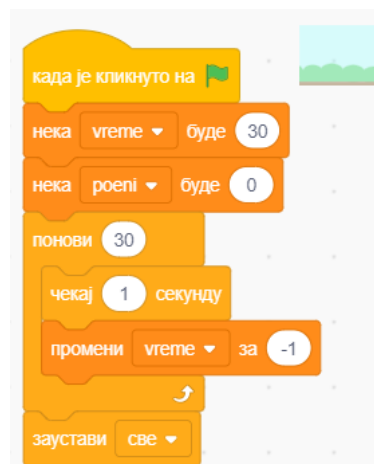 када је кликнуто на
нека vreme буде 30
нека poeni буде 0
понови 30
чекај 1 секунду
промени vreme за -1
заустави све